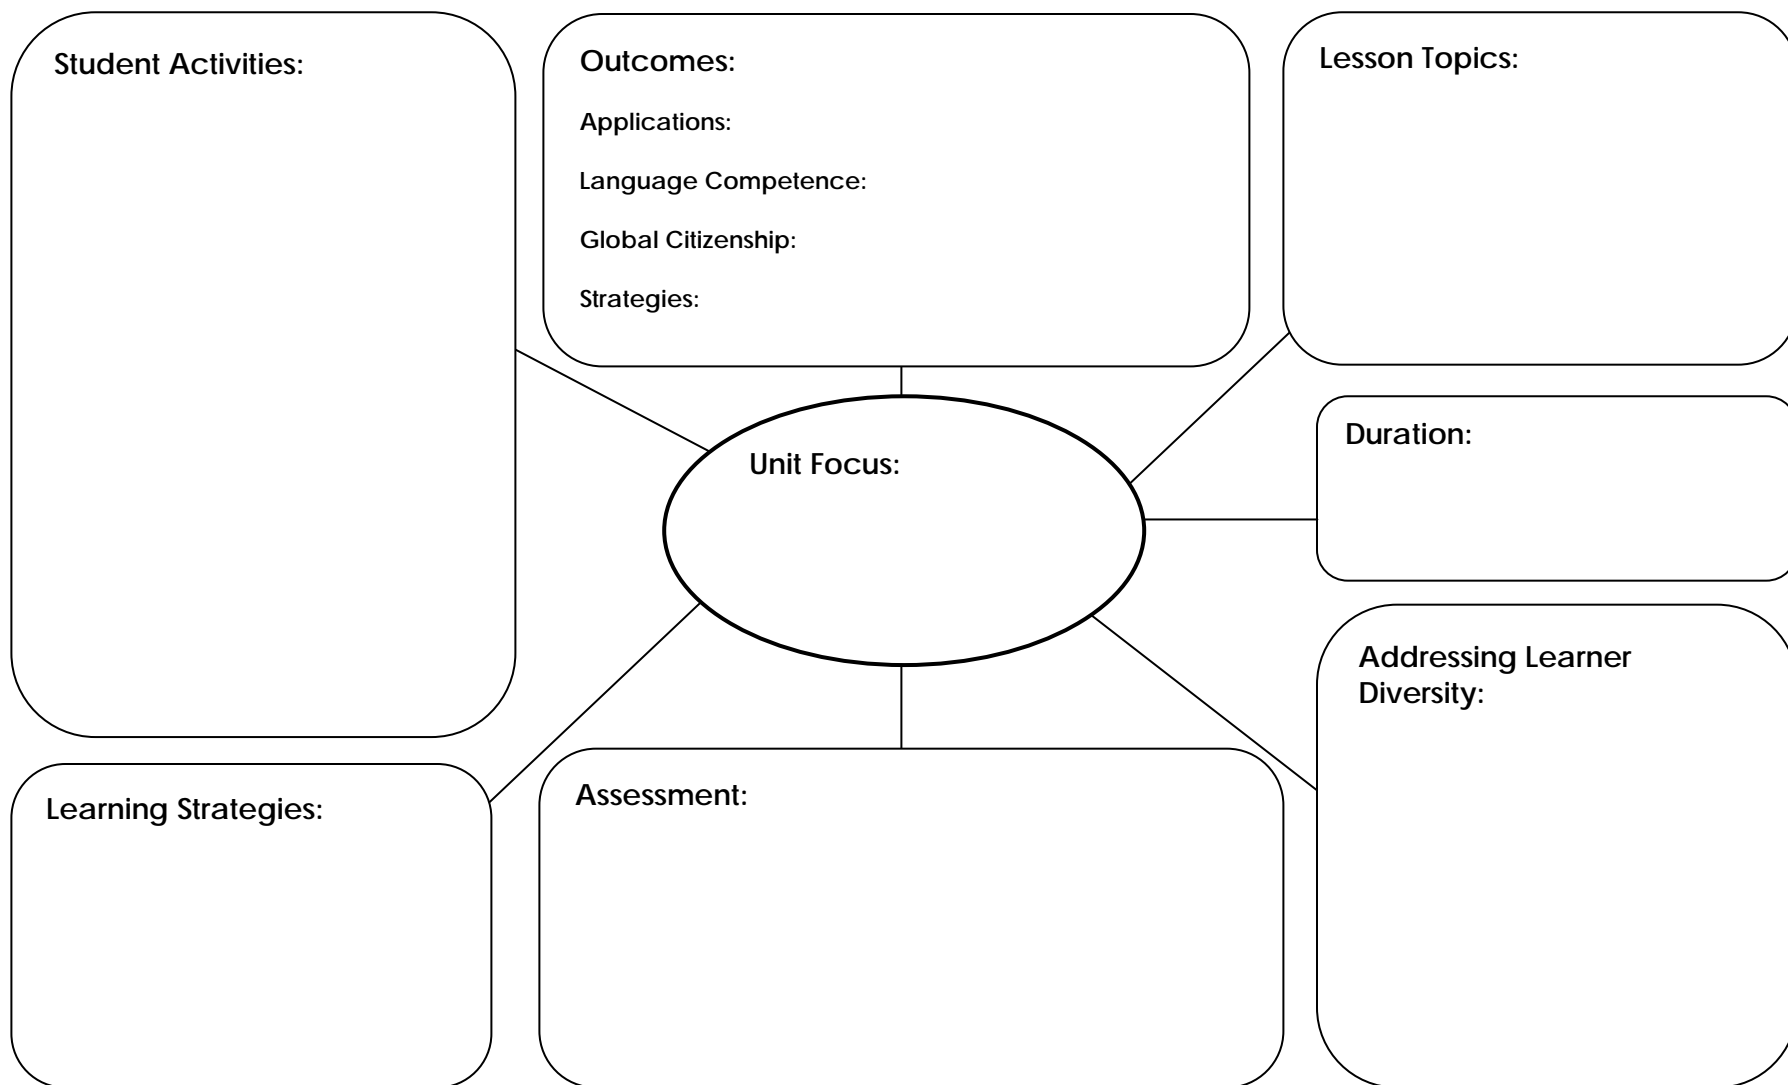 Student Activities:
Outcomes:
Applications:
Language Competence:
Global Citizenship:
Strategies:
Lesson Topics:
Unit Focus:
Duration:
Addressing Learner
Diversity:
Learning Strategies:
Assessment: